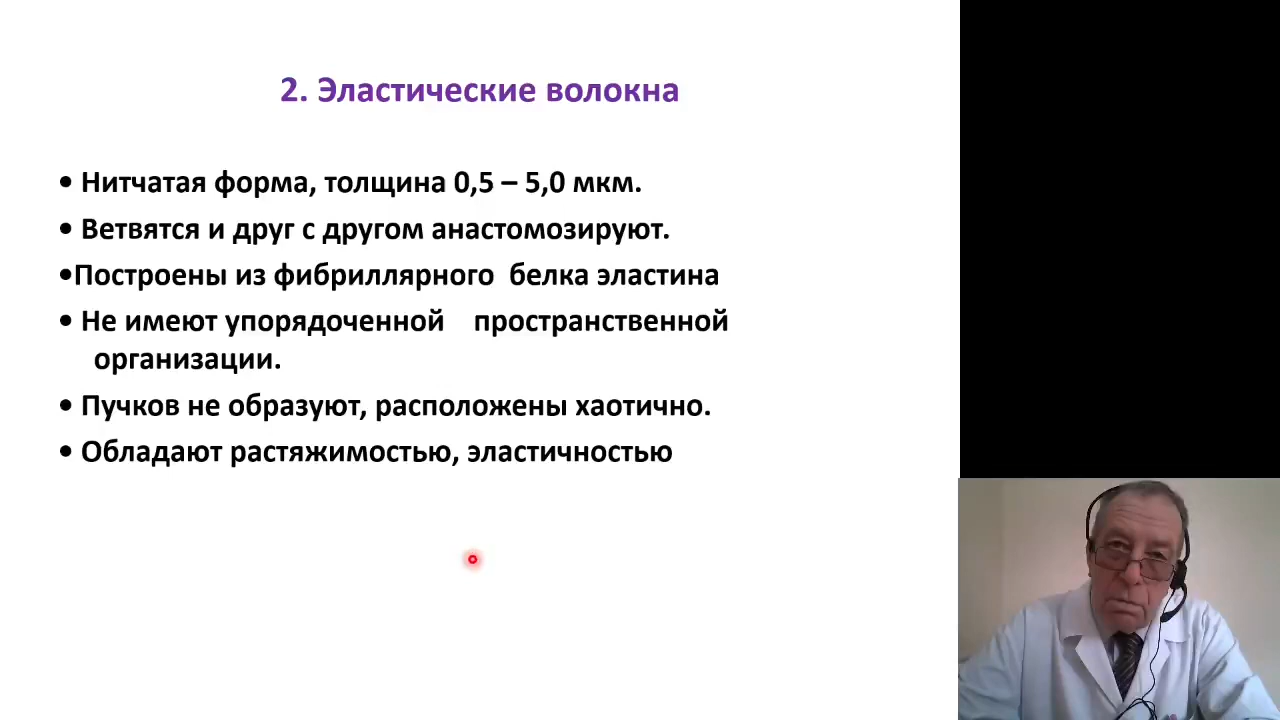 2. Эластические волокна
• Нитчатая форма, толщина 0,5 – 5,0 мкм.
• Ветвятся и друг с другом анастомозируют.
•Построены из фибриллярного белка эластина
• Не имеют упорядоченной пространственной
организации.
• Пучков не образуют, расположены хаотично.
• Обладают растяжимостью, эластичностью